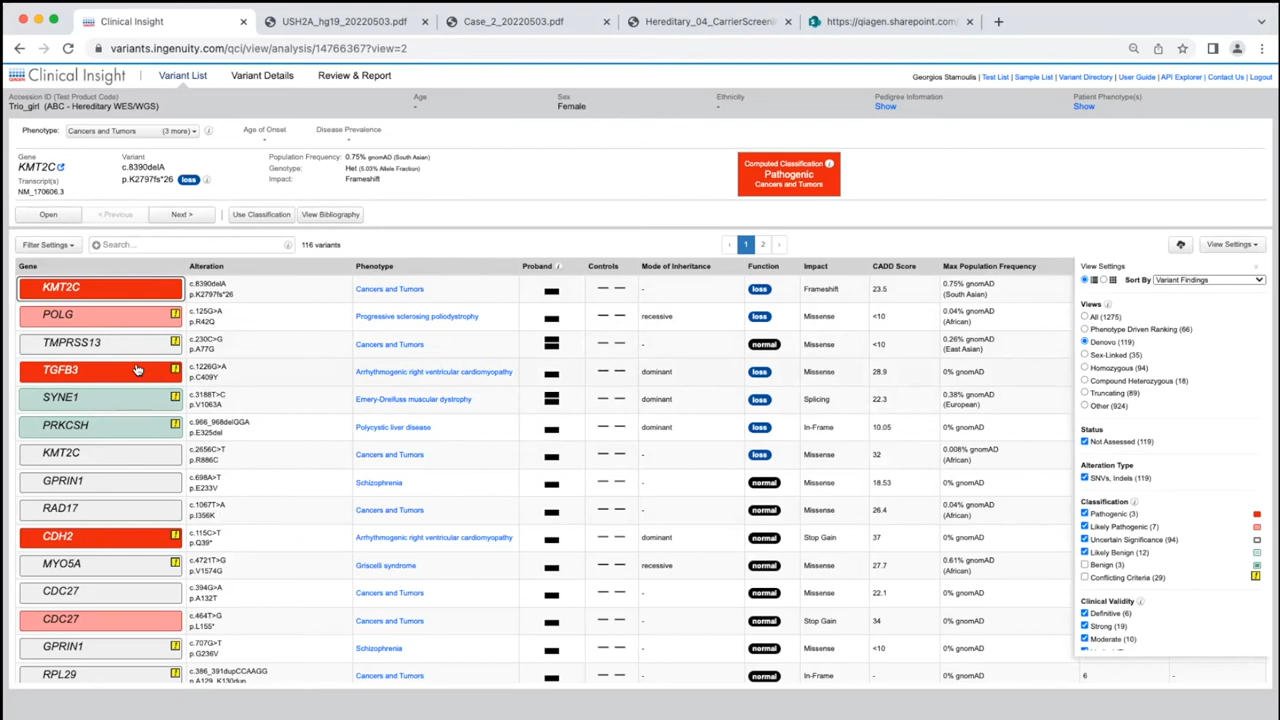 Clinical Insight
USH2A_hg19_20220503.pdf
Case_2_20220503.pdf
Hereditary_04_CarrierScreenin
https://qiagen.sharepoint.com/
variants.ingenuity.com/qci/view/analysis/14766367?view=2
Clinical Insight
Variant List
Variant Details
Review & Report
Georgios Stamoulis | Test List | Sample List | Variant Directory | User Guide | API Explorer | Contact Us | Logout
Accession ID (Test Product Code)
Trio_girl (ABC - Hereditary WES/WGS)
Age
-
Sex
Female
Ethnicity
-
Pedigree Information
Show
Patient Phenotype(s)
Show
Phenotype: Cancers and Tumors (3 more)
Age of Onset
-
Disease Prevalence
-
Gene
KMT2C
Transcript(s)
NM_170606.3
Variant
c.8390delA
p.K2797fs*26 loss
Population Frequency: 0.75% gnomAD (South Asian)
Genotype: Het (5.03% Allele Fraction)
Impact: Frameshift
Computed Classification
Pathogenic
Cancers and Tumors
Open < Previous Next > Use Classification View Bibliography
Filter Settings Search... 116 variants ‹ 1 2 › View Settings
Gene Alteration Phenotype Proband Controls Mode of Inheritance Function Impact CADD Score Max Population Frequency
KMT2C c.8390delA p.K2797fs*26 Cancers and Tumors - loss Frameshift 23.5 0.75% gnomAD (South Asian)
POLG c.125G>A p.R42Q Progressive sclerosing poliodystrophy recessive loss Missense <10 0.04% gnomAD (African)
TMPRSS13 c.230C>G p.A77G Cancers and Tumors - normal Missense <10 0.26% gnomAD (East Asian)
TGFB3 c.1226G>A p.C409Y Arrhythmogenic right ventricular cardiomyopathy dominant loss Missense 28.9 0% gnomAD
SYNE1 c.3188T>C p.V1063A Emery-Dreifuss muscular dystrophy dominant loss Splicing 22.3 0.38% gnomAD (European)
PRKCSH c.966_968delGGA p.E325del Polycystic liver disease dominant loss In-Frame 10.05 0% gnomAD
KMT2C c.2656C>T p.R886C Cancers and Tumors - loss Missense 32 0.008% gnomAD (African)
GPRIN1 c.698A>T p.E233V Schizophrenia - normal Missense 18.53 0% gnomAD
RAD17 c.1067T>A p.I356K Cancers and Tumors - normal Missense 26.4 0.04% gnomAD (African)
CDH2 c.115C>T p.Q39* Arrhythmogenic right ventricular cardiomyopathy dominant normal Stop Gain 37 0% gnomAD
MYO5A c.4721T>G p.V1574G Griscelli syndrome recessive normal Missense 27.7 0.61% gnomAD (African)
CDC27 c.394G>A p.A132T Cancers and Tumors - normal Missense 22.1 0% gnomAD
CDC27 c.464T>G p.L155* Cancers and Tumors - normal Stop Gain 34 0% gnomAD
GPRIN1 c.707G>T p.G236V Schizophrenia - normal Missense <10 0% gnomAD
RPL29 c.386_391dupCCAAGG p.A129_K130dup Cancers and Tumors - normal In-Frame - 0% gnomAD 6 -
View Settings
Sort By Variant Findings
Views
All (1275)
Phenotype Driven Ranking (66)
Denovo (119)
Sex-Linked (35)
Homozygous (94)
Compound Heterozygous (18)
Truncating (89)
Other (924)
Status
Not Assessed (119)
Alteration Type
SNVs, Indels (119)
Classification
Pathogenic (3)
Likely Pathogenic (7)
Uncertain Significance (94)
Likely Benign (12)
Benign (3)
Conflicting Criteria (29)
Clinical Validity
Definitive (6)
Strong (19)
Moderate (10)